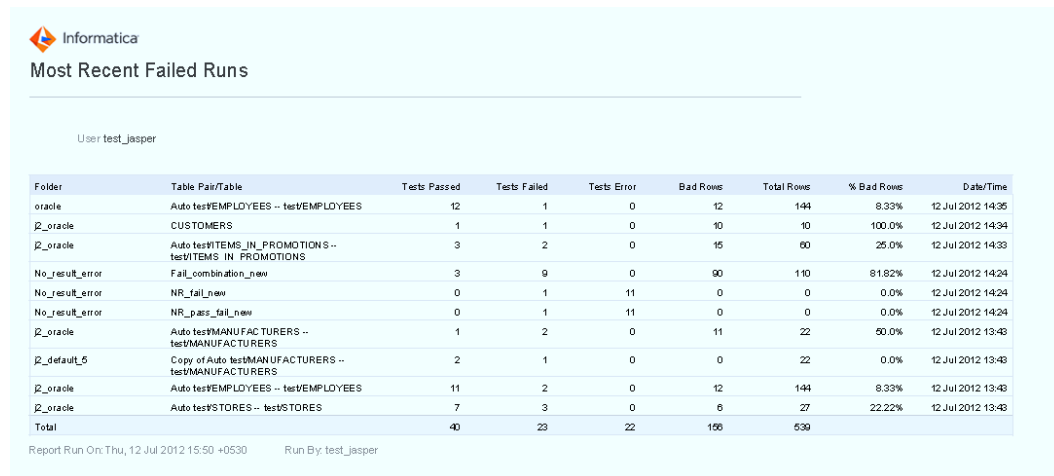 Informatica
Most Recent Failed Runs
User test_jasper
Folder Table Pair/Table Tests Passed Tests Failed Tests Error Bad Rows Total Rows % Bad Rows Date/Time
oracle Auto test/EMPLOYEES -- test/EMPLOYEES 12 1 0 12 144 8.33% 12 Jul 2012 14:35
j2_oracle CUSTOMERS 1 1 0 10 10 100.0% 12 Jul 2012 14:34
j2_oracle Auto test/ITEMS_IN_PROMOTIONS -- 3 2 0 15 60 25.0% 12 Jul 2012 14:33
test/ITEMS_IN_PROMOTIONS
No_result_error Fail_combination_new 3 9 0 90 110 81.82% 12 Jul 2012 14:24
No_result_error NR_fail_new 0 1 11 0 0 0.0% 12 Jul 2012 14:24
No_result_error NR_pass_fail_new 0 1 11 0 0 0.0% 12 Jul 2012 14:24
j2_oracle Auto test/MANUFACTURERS -- 1 2 0 11 22 50.0% 12 Jul 2012 13:43
test/MANUFACTURERS
j2_default_5 Copy of Auto test/MANUFACTURERS -- 2 1 0 0 22 0.0% 12 Jul 2012 13:43
test/MANUFACTURERS
j2_oracle Auto test/EMPLOYEES -- test/EMPLOYEES 11 2 0 12 144 8.33% 12 Jul 2012 13:43
j2_oracle Auto test/STORES -- test/STORES 7 3 0 6 27 22.22% 12 Jul 2012 13:43
Total 40 23 22 156 539
Report Run On: Thu, 12 Jul 2012 15:50 +0530 Run By: test_jasper